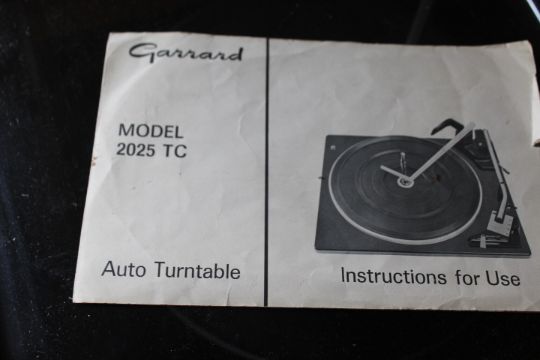 Garrard
MODEL
2025 TC
Auto Turntable
Instructions for Use